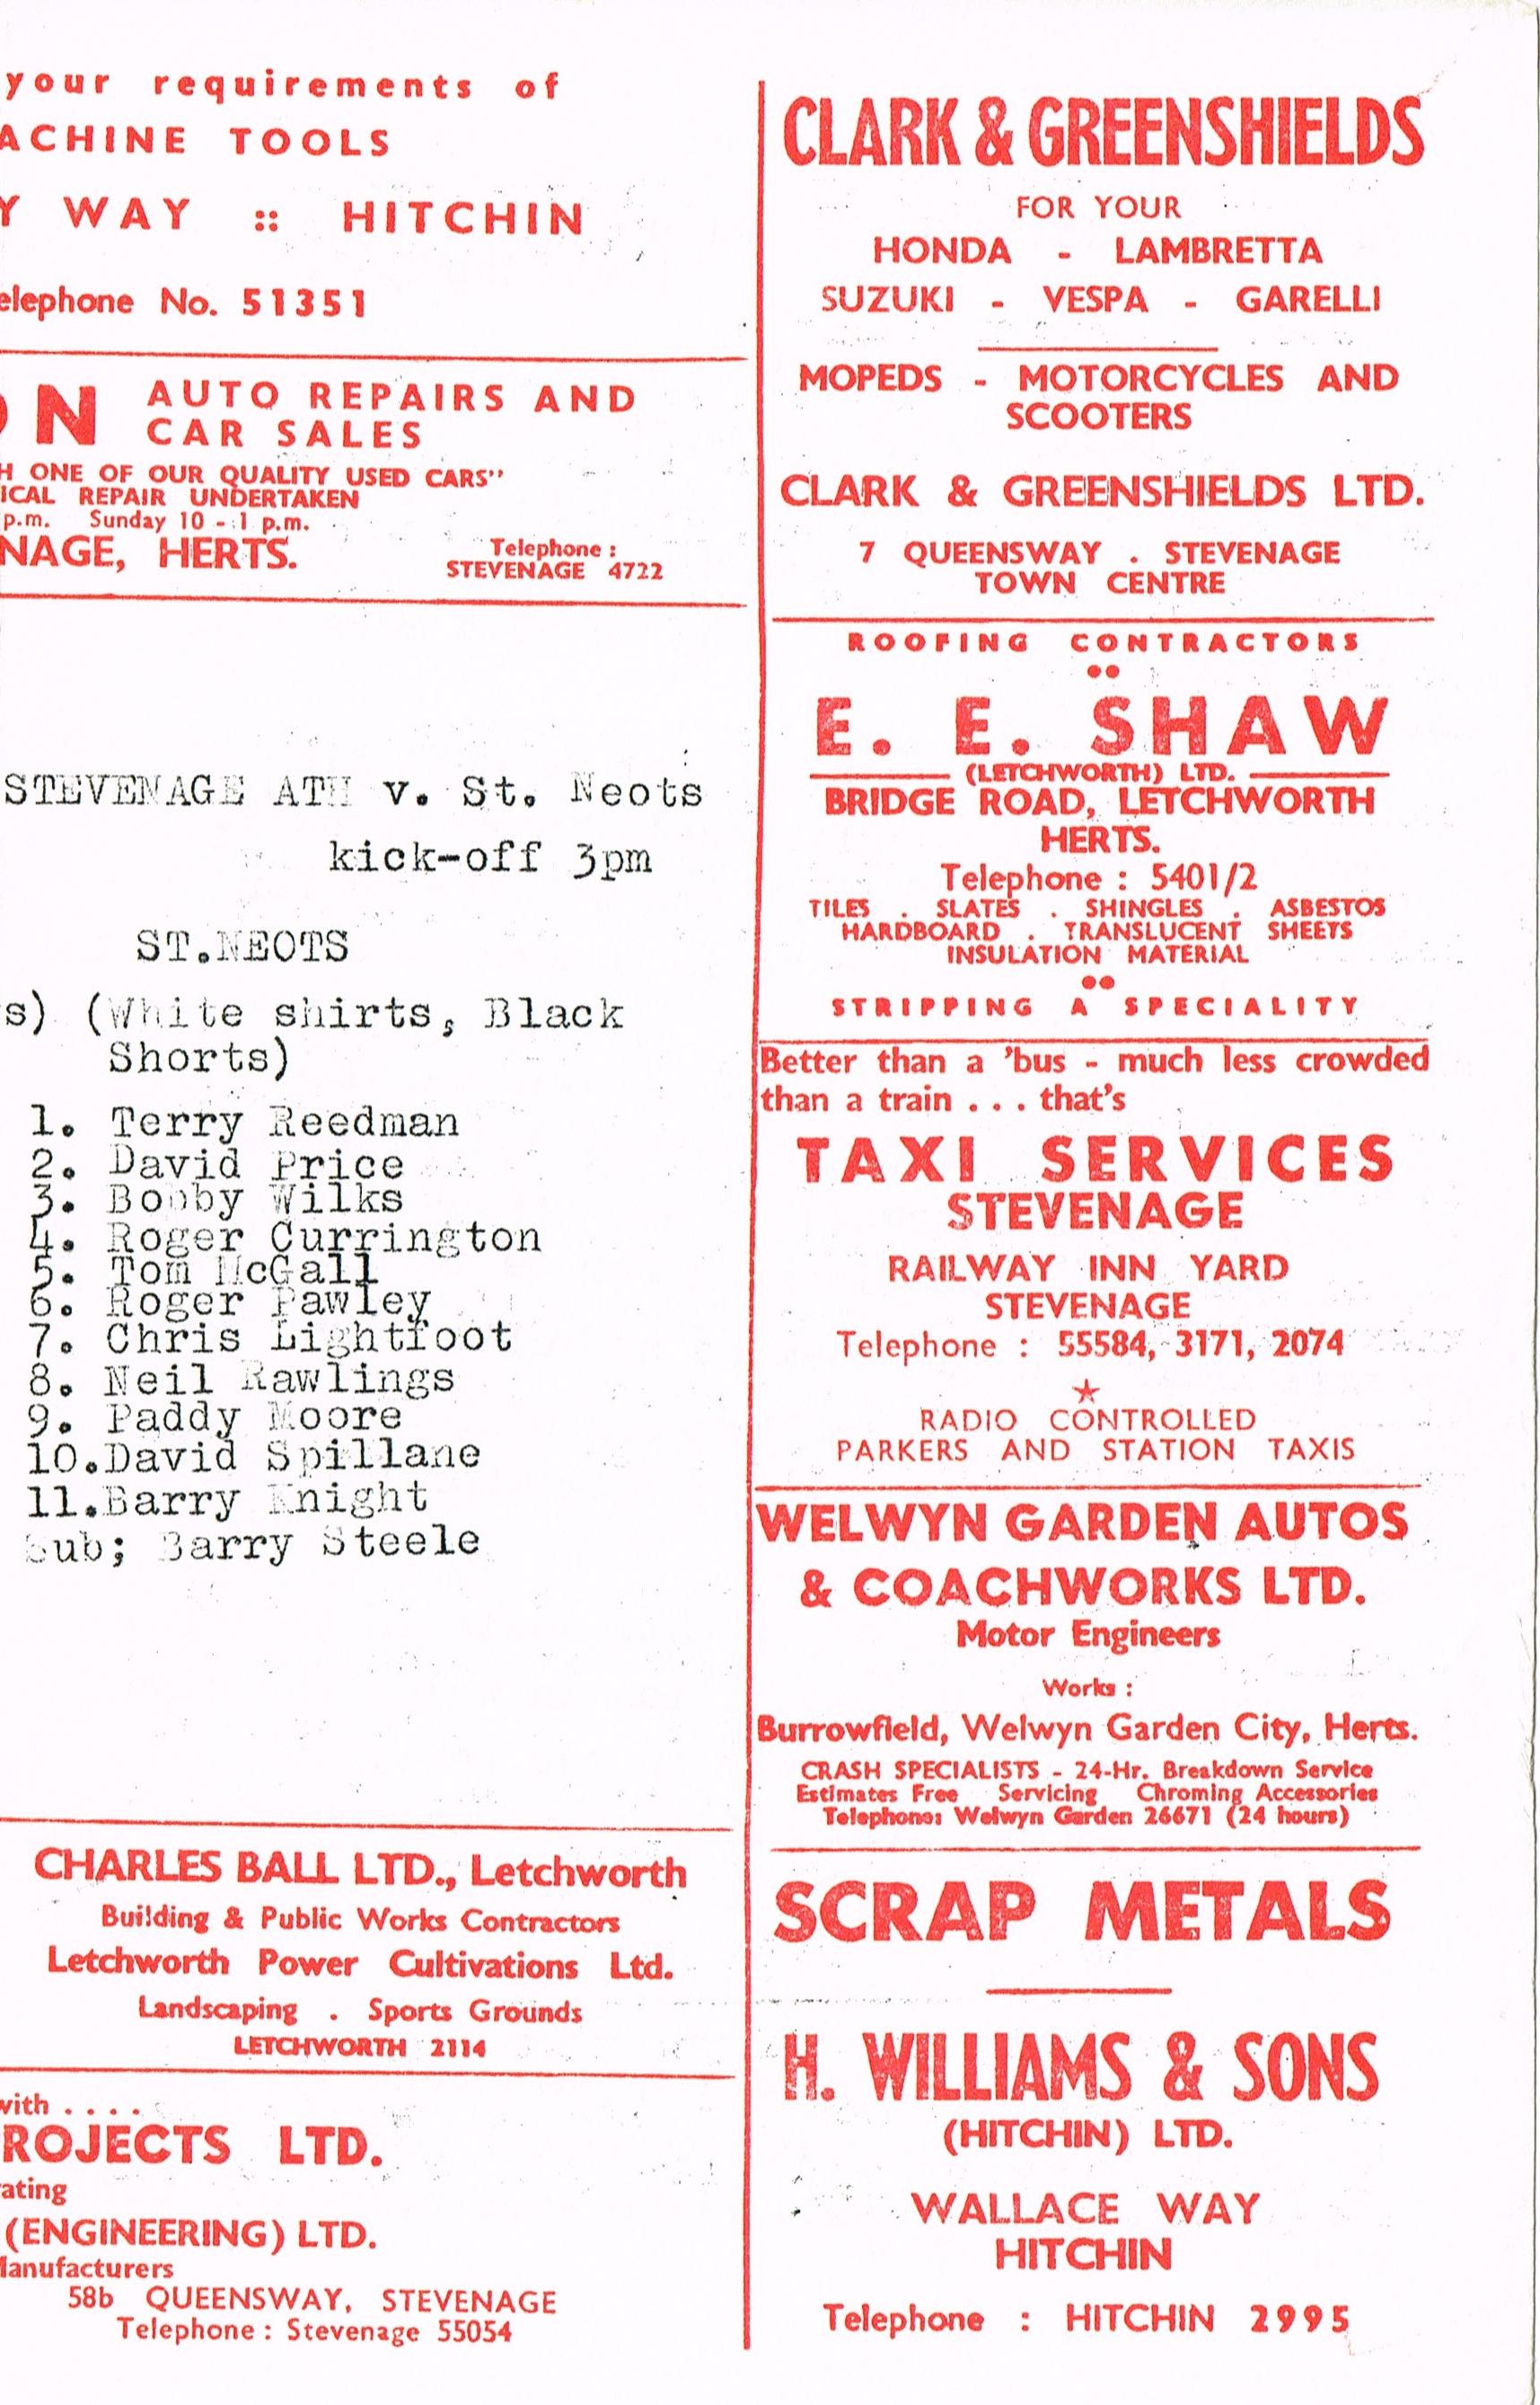 your requirements of
ACHINE TOOLS
Y WAY :: HITCHIN
elephone No. 51351
ON AUTO REPAIRS AND
CAR SALES
H ONE OF OUR QUALITY USED CARS"
ICAL REPAIR UNDERTAKEN
p.m. Sunday 10 - 1 p.m.
NAGE, HERTS.
Telephone :
STEVENAGE 4722
STEVENAGE ATH v. St. Neots
kick-off 3pm
ST.NEOTS
s) (White shirts, Black
Shorts)
1. Terry Reedman
2. David Price
3. Bobby Wilks
4. Roger Currington
5. Tom McGall
6. Roger Pawley
7. Chris Lightfoot
8. Neil Rawlings
9. Paddy Moore
10.David Spillane
11.Barry Knight
Sub; Barry Steele
CHARLES BALL LTD., Letchworth
Building & Public Works Contractors
Letchworth Power Cultivations Ltd.
Landscaping . Sports Grounds
LETCHWORTH 2114
with . . . .
ROJECTS LTD.
ating
(ENGINEERING) LTD.
Manufacturers
58b QUEENSWAY, STEVENAGE
Telephone : Stevenage 55054
CLARK & GREENSHIELDS
FOR YOUR
HONDA - LAMBRETTA
SUZUKI - VESPA - GARELLI
MOPEDS - MOTORCYCLES AND
SCOOTERS
CLARK & GREENSHIELDS LTD.
7 QUEENSWAY . STEVENAGE
TOWN CENTRE
ROOFING CONTRACTORS
E. E. SHAW
(LETCHWORTH) LTD.
BRIDGE ROAD, LETCHWORTH
HERTS.
Telephone : 5401/2
TILES . SLATES . SHINGLES . ASBESTOS
HARDBOARD . TRANSLUCENT SHEETS
INSULATION MATERIAL
STRIPPING A SPECIALITY
Better than a 'bus - much less crowded
than a train . . . that's
TAXI SERVICES
STEVENAGE
RAILWAY INN YARD
STEVENAGE
Telephone : 55584, 3171, 2074
RADIO CONTROLLED
PARKERS AND STATION TAXIS
WELWYN GARDEN AUTOS
& COACHWORKS LTD.
Motor Engineers
Works :
Burrowfield, Welwyn Garden City, Herts.
CRASH SPECIALISTS - 24-Hr. Breakdown Service
Estimates Free Servicing Chroming Accessories
Telephone: Welwyn Garden 26671 (24 hours)
SCRAP METALS
H. WILLIAMS & SONS
(HITCHIN) LTD.
WALLACE WAY
HITCHIN
Telephone : HITCHIN 2995